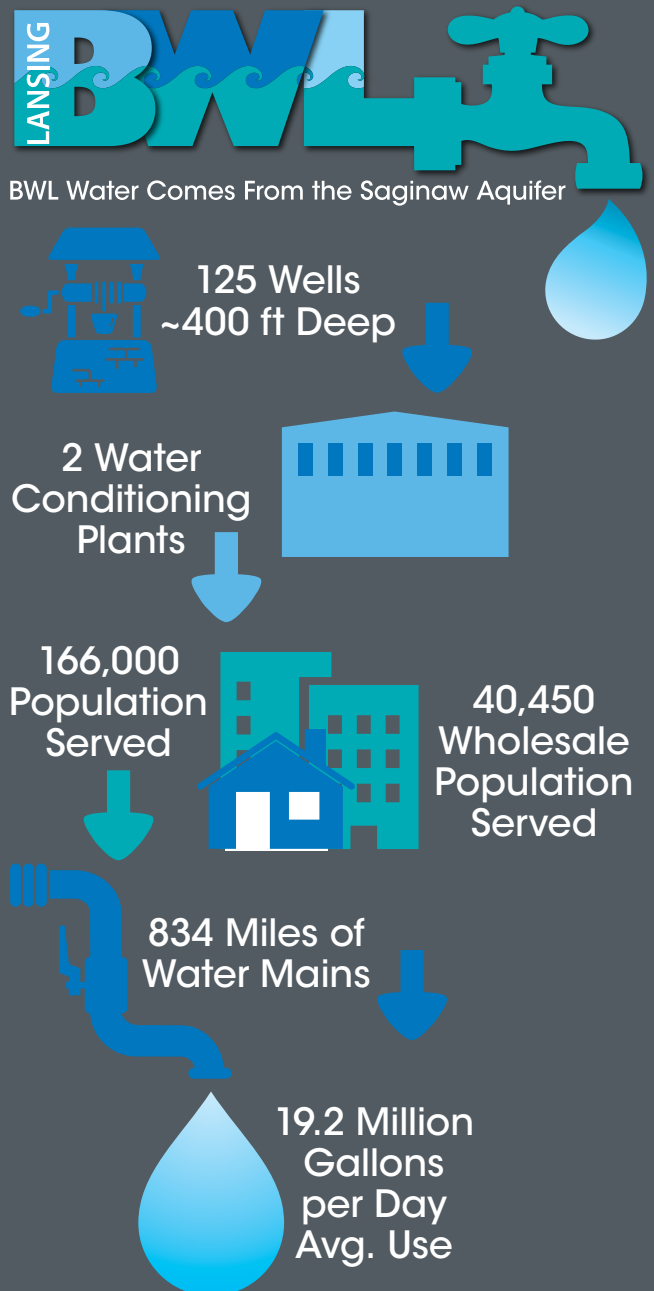 LANSING
BWL
BWL Water Comes From the Saginaw Aquifer
125 Wells
~400 ft Deep
2 Water
Conditioning
Plants
166,000
Population
Served
40,450
Wholesale
Population
Served
834 Miles of
Water Mains
19.2 Million
Gallons
per Day
Avg. Use